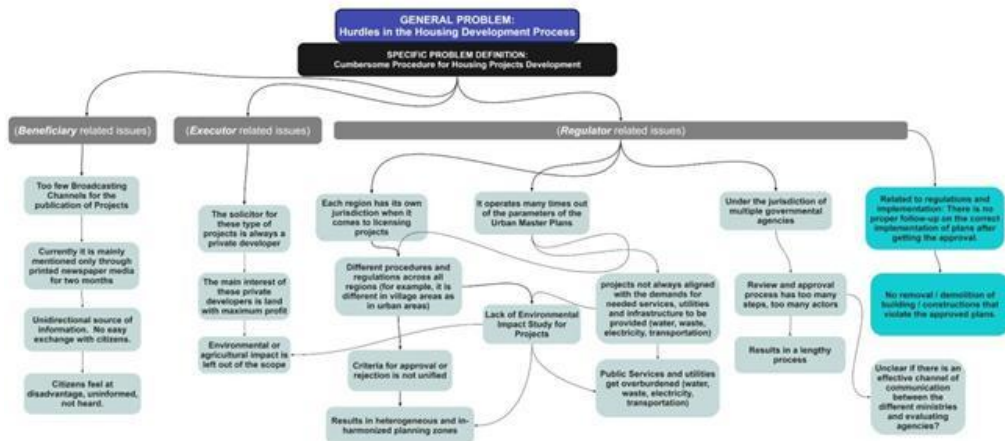 GENERAL PROBLEM:
Hurdles in the Housing Development Process
SPECIFIC PROBLEM DEFINITION:
Cumbersome Procedure for Housing Projects Development
(Beneficiary related issues)
(Executor related issues)
(Regulator related issues)
Too few Broadcasting
Channels for the
publication of Projects
Currently it is mainly
mentioned only through
printed newspaper media
for two months
Unidirectional source of
information. No easy
exchange with citizens.
Citizens feel at
disadvantage, uninformed,
not heard.
The solicitor for
these type of
projects is always a
private developer
The main interest of
these private
developers is land
with maximum profit
Environmental or
agricultural impact is
left out of the scope
Each region has its own
jurisdiction when it
comes to licensing
projects
Different procedures and
regulations across all
regions (for example, it is
different in village areas as
in urban areas)
Criteria for approval or
rejection is not unified
Results in heterogeneous and in-
harmonized planning zones
It operates many times out
of the parameters of the
Urban Master Plans
Lack of Environmental
Impact Study for
Projects
projects not always aligned
with the demands for
needed services, utilities
and infrastructure to be
provided (water, waste,
electricity, transportation)
Public Services and utilities
get overburdened (water,
waste, electricity,
transportation)
Under the jurisdiction of
multiple governmental
agencies
Review and approval
process has too many
steps, too many actors
Results in a lengthy
process
Unclear if there is an
effective channel of
communication
between the
different ministries and
evaluating agencies?
Related to regulations and
implementation: There is no
proper follow-up on the correct
implementation of plans after
getting the approval.
No removal / demolition of
building / constructions that
violate the approved plans.